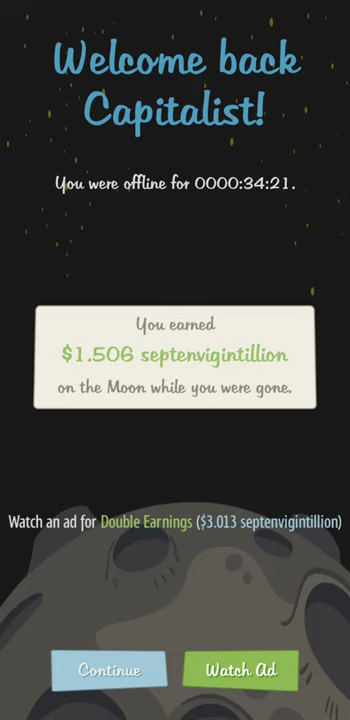 Welcome back
Capitalist!
You were offline for 0000:34:21.
You earned
$1.506 septenvigintillion
on the Moon while you were gone.
Watch an ad for Double Earnings ($3.013 septenvigintillion)
Continue
Watch Ad